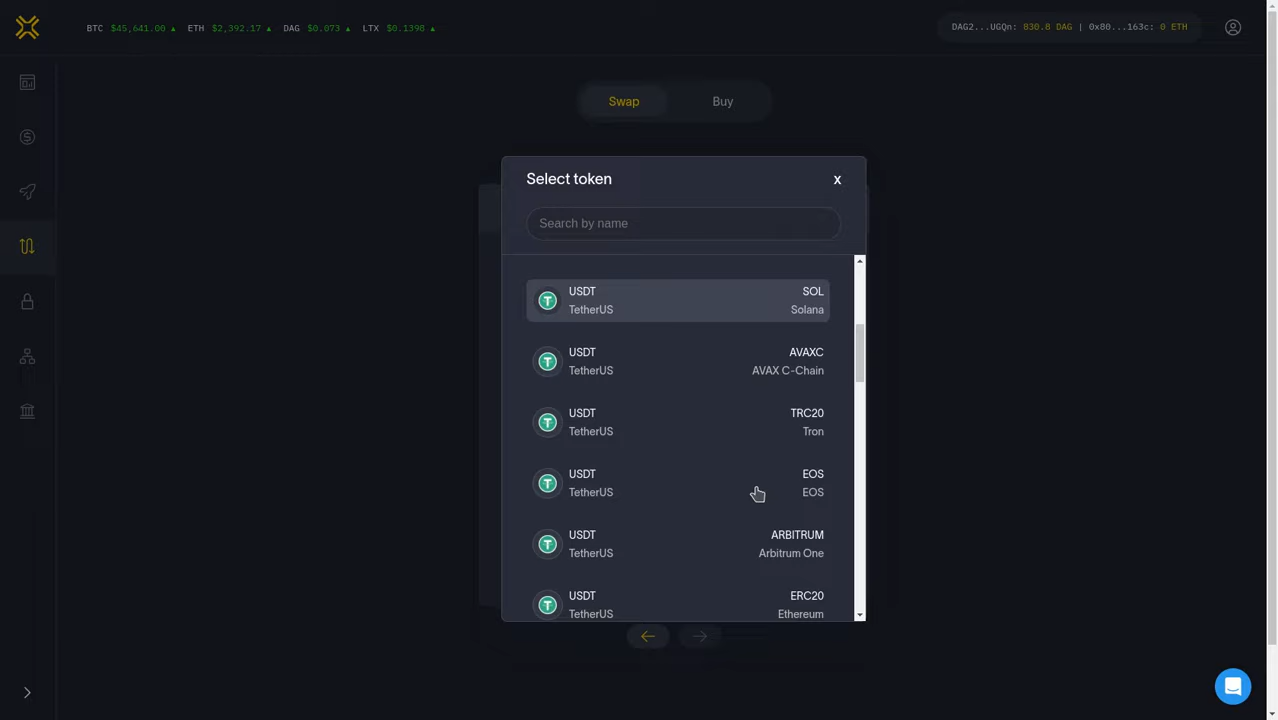 BTC $45,641.00 ▲ ETH $2,392.17 ▲ DAG $0.073 ▲ LTX $0.1398 ▲
DAG2...UGQn: 830.8 DAG | 0x80...163c: 0 ETH
Swap Buy
Select token x
Search by name
USDT SOL
TetherUS Solana
USDT AVAXC
TetherUS AVAX C-Chain
USDT TRC20
TetherUS Tron
USDT EOS
TetherUS EOS
USDT ARBITRUM
TetherUS Arbitrum One
USDT ERC20
TetherUS Ethereum